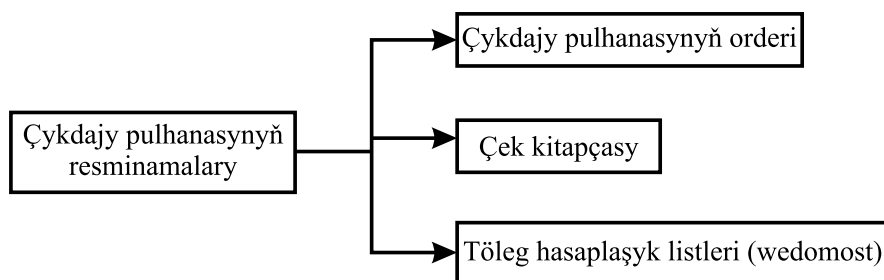 Çykdajy pulhanasynyň
resminamalary
Çykdajy pulhanasynyň orderi
Çek kitapçasy
Töleg hasaplaşyk listleri (wedomost)